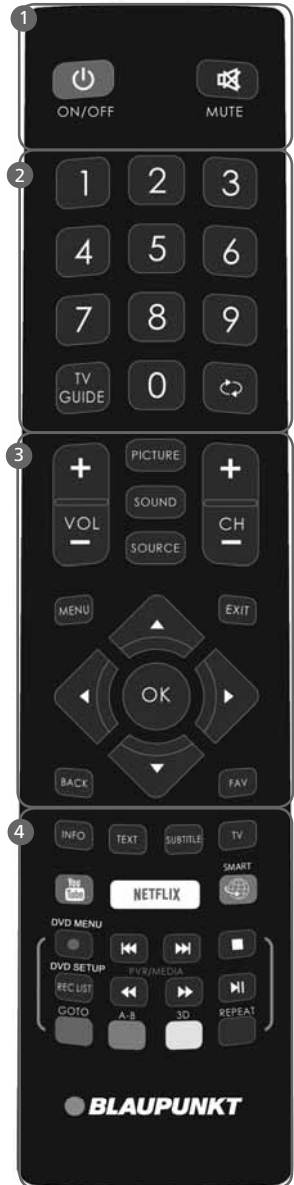 1
ON/OFF MUTE
2
1 2 3
4 5 6
7 8 9
TV GUIDE 0
3
+ PICTURE +
SOUND
VOL CH
- SOURCE -
MENU EXIT
OK
BACK FAV
4
INFO TEXT SUBTITLE TV
SMART
You
Tube NETFLIX
DVD MENU
DVD SETUP PVR/MEDIA
REC LIST
GOTO A-B 3D REPEAT
BLAUPUNKT